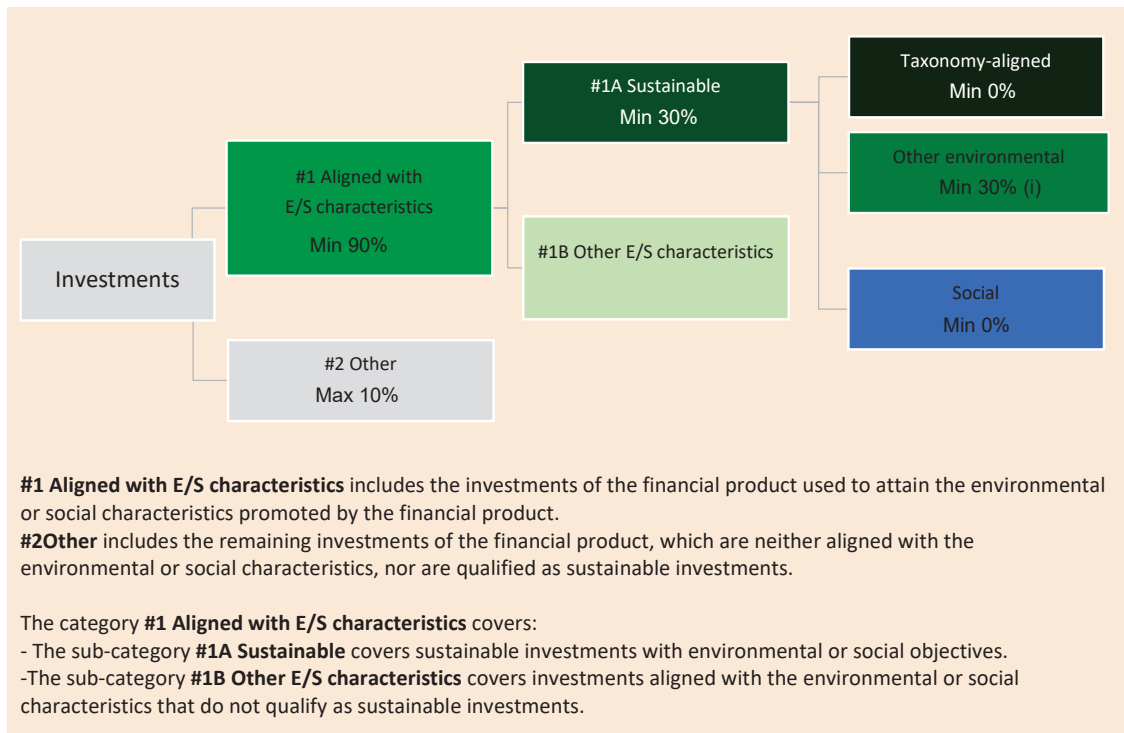 Taxonomy-aligned
Min 0%
#1A Sustainable
Min 30%
Other environmental
Min 30% (i)
#1 Aligned with
E/S characteristics
Min 90%
#1B Other E/S characteristics
Investments
Social
Min 0%
#2 Other
Max 10%
#1 Aligned with E/S characteristics includes the investments of the financial product used to attain the environmental
or social characteristics promoted by the financial product.
#2Other includes the remaining investments of the financial product, which are neither aligned with the
environmental or social characteristics, nor are qualified as sustainable investments.
The category #1 Aligned with E/S characteristics covers:
- The sub-category #1A Sustainable covers sustainable investments with environmental or social objectives.
-The sub-category #1B Other E/S characteristics covers investments aligned with the environmental or social
characteristics that do not qualify as sustainable investments.